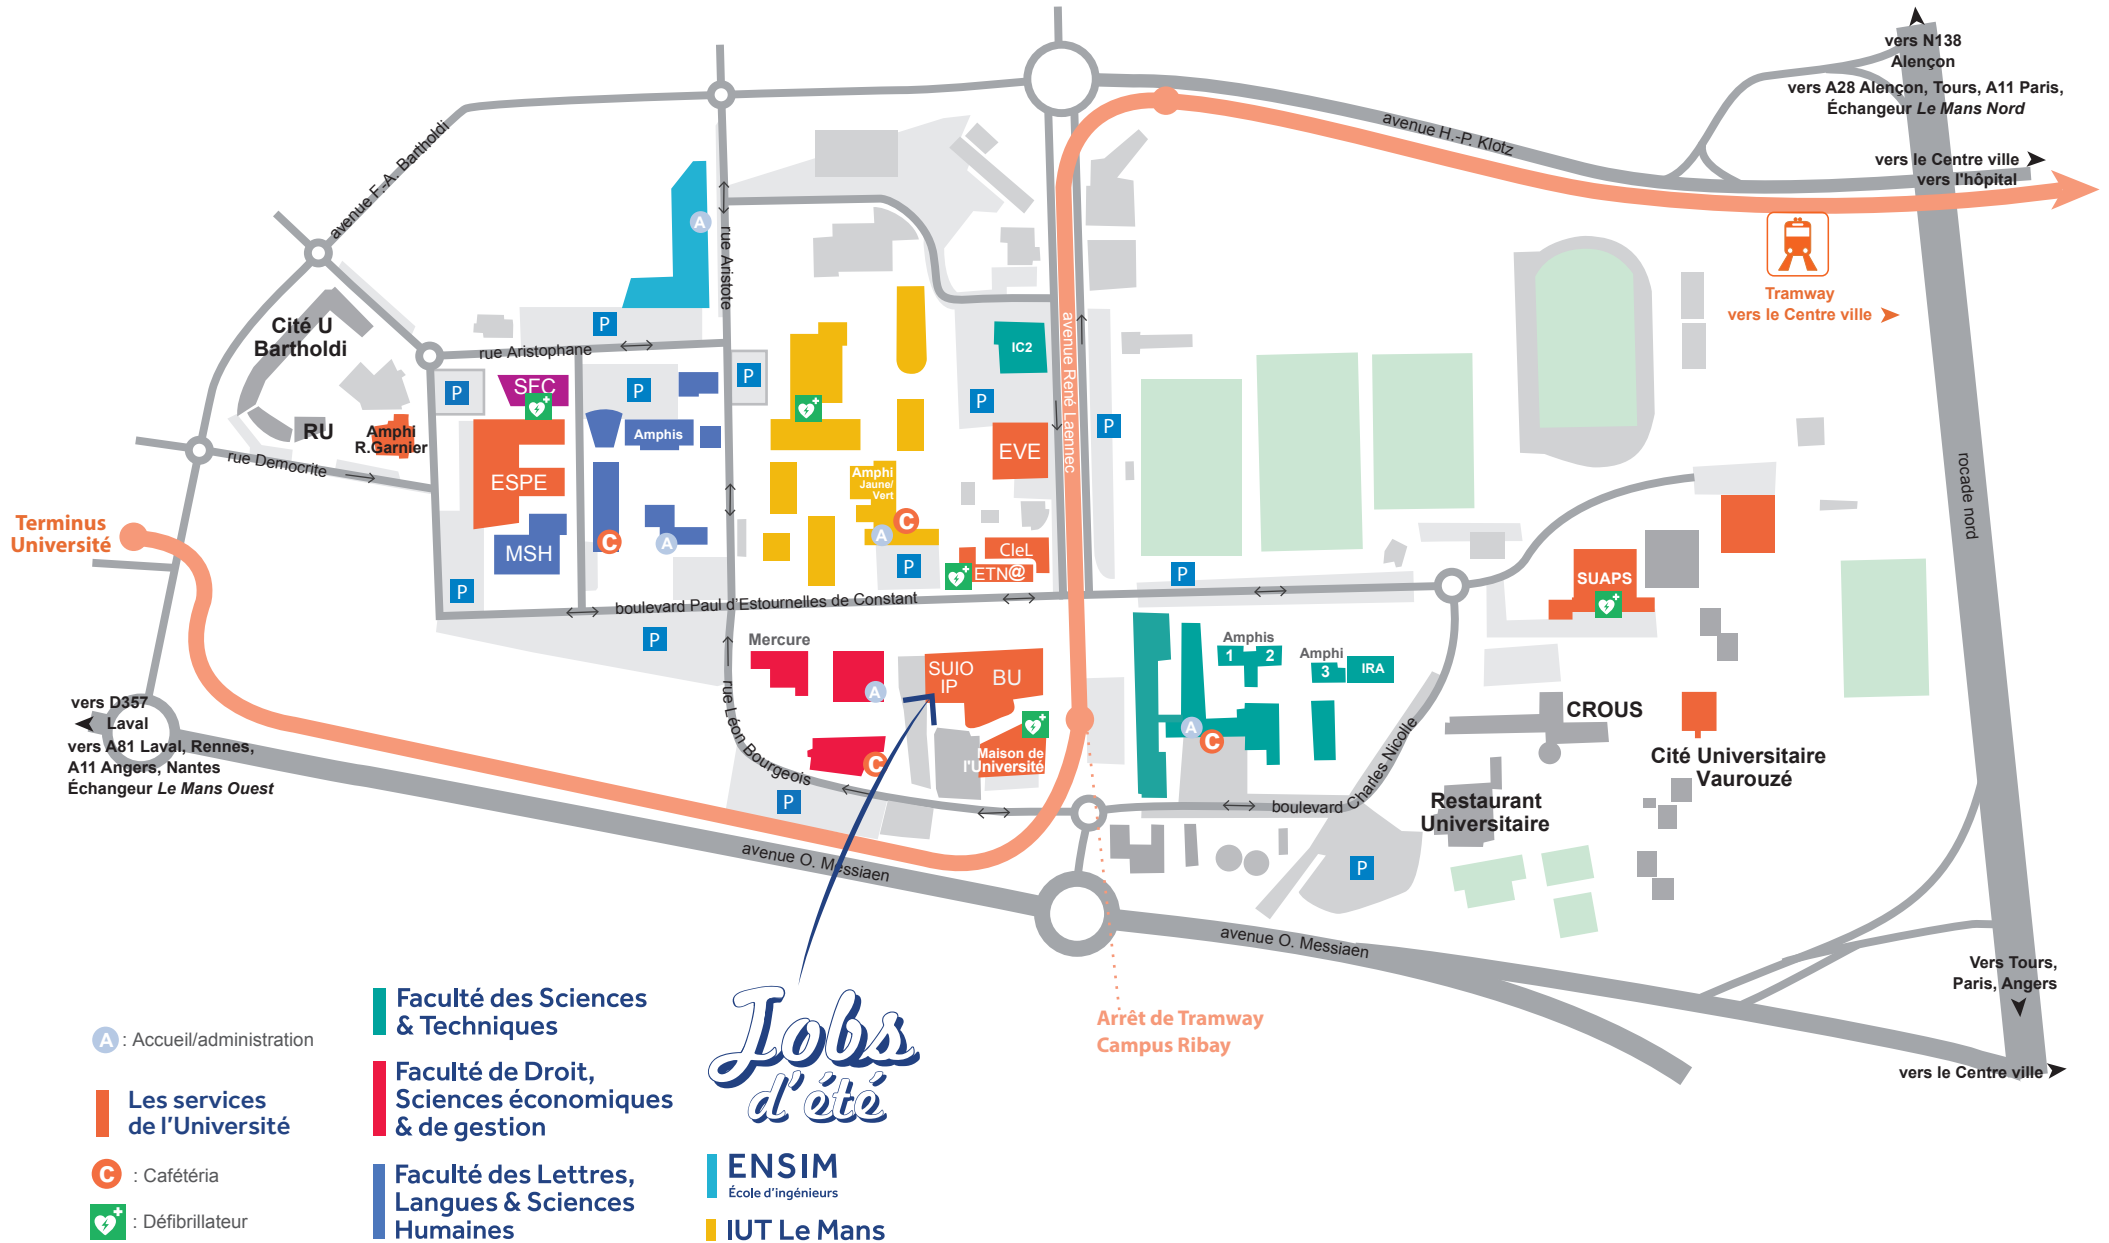 vers N138
Alençon
vers A28 Alençon, Tours, A11 Paris,
Échangeur Le Mans Nord
avenue H.-P. Klotz
vers le Centre ville
vers l'hôpital
Tramway
vers le Centre ville
avenue F.-A. Bartholdi
A
rue Aristote
Cité U
Bartholdi
P
rue Aristophane
IC2
avenue René Laennec
SFC
P
P
P
P
P
RU
Amphi
R.Garnier
Amphis
EVE
rue Democrite
ESPE
Amphi
Jaune/
Vert
rocade nord
Terminus
Université
MSH
C
A
C
A
CIeL
ETN@
P
P
P
SUAPS
boulevard Paul d'Estournelles de Constant
P
Mercure
SUIO
IP
BU
A
Amphis
1
2
Amphi
3
IRA
rue Léon Bourgeois
vers D357
Laval
vers A81 Laval, Rennes,
A11 Angers, Nantes
Échangeur Le Mans Ouest
C
Maison de
l'Université
A
C
CROUS
Cité Universitaire
Vaurouzé
P
boulevard Charles Nicolle
Restaurant
Universitaire
avenue O. Messiaen
P
avenue O. Messiaen
Vers Tours,
Paris, Angers
Arrêt de Tramway
Campus Ribay
vers le Centre ville
A : Accueil/administration
Les services
de l'Université
C : Cafétéria
: Défibrillateur
Faculté des Sciences
& Techniques
Faculté de Droit,
Sciences économiques
& de gestion
Faculté des Lettres,
Langues & Sciences
Humaines
Jobs
d'été
ENSIM
École d'ingénieurs
IUT Le Mans